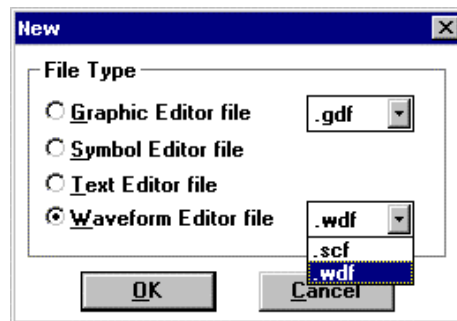 New
File Type
Graphic Editor file .gdf
Symbol Editor file
Text Editor file
Waveform Editor file .wdf
.scf
.wdf
OK Cancel